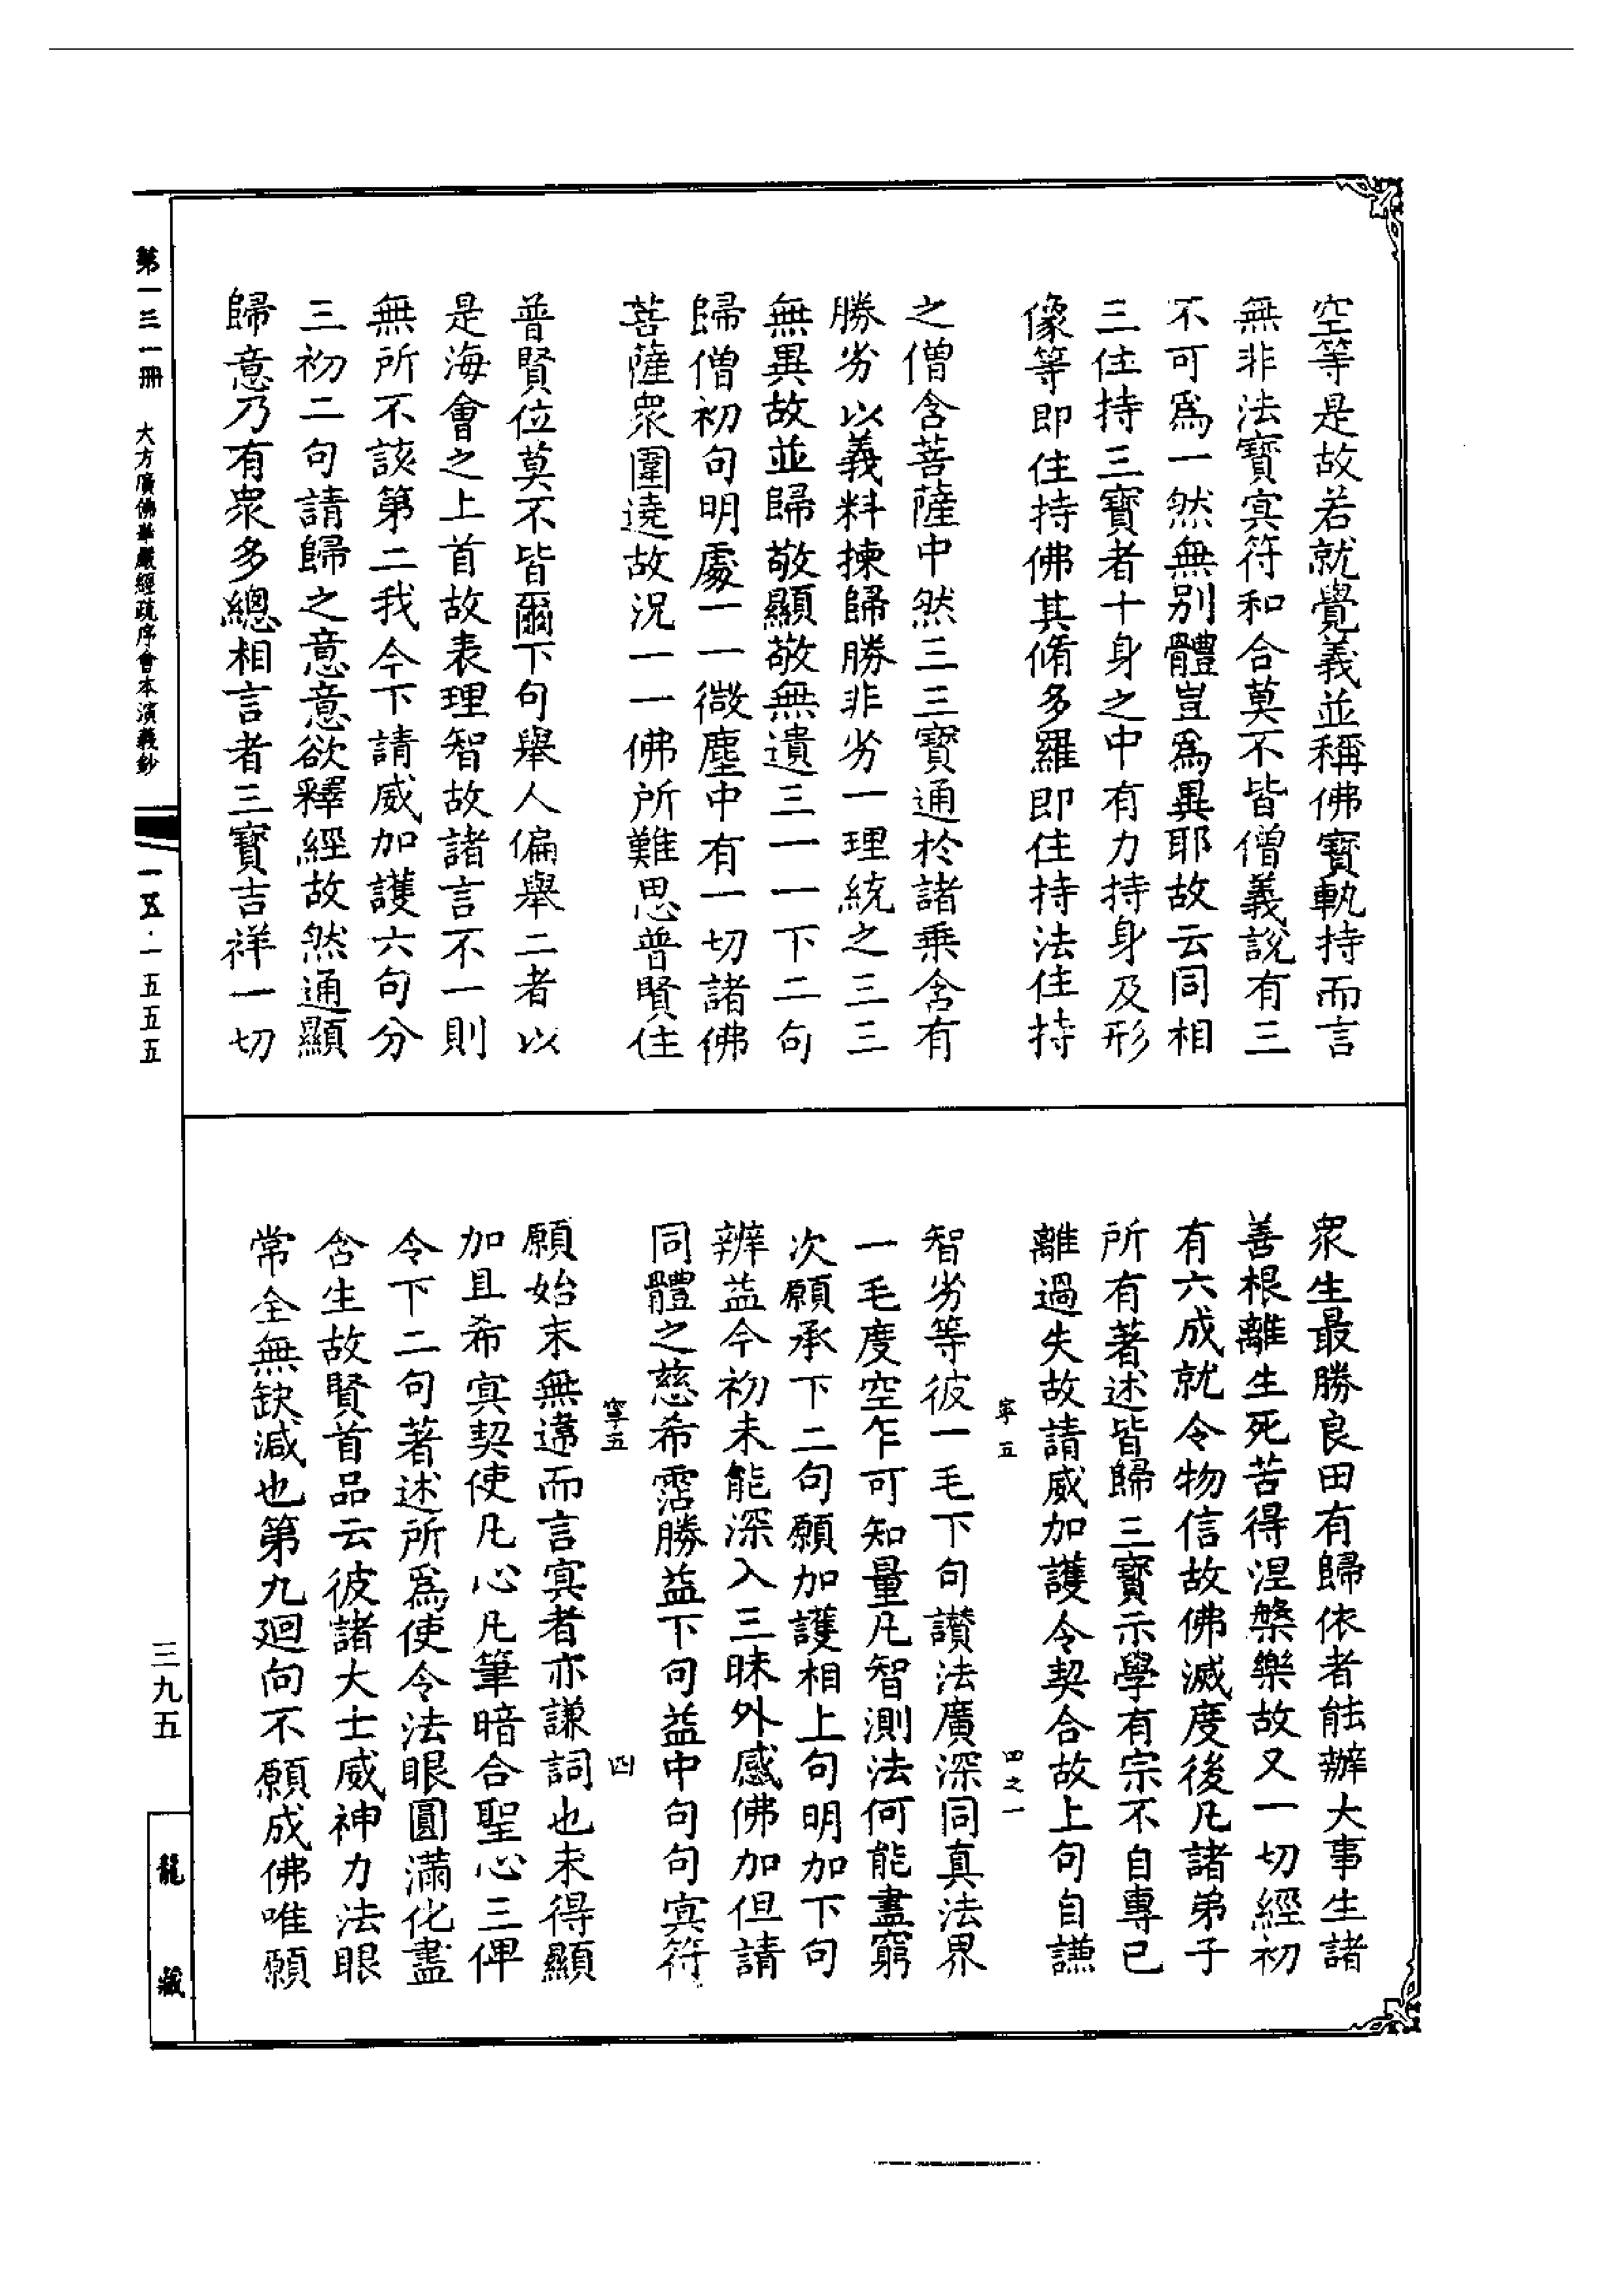 空等是故若就覺義並稱佛寶軌持而言
無非法寶㝠符和合莫不皆僧義說有三
不可為一然無别體豈為異耶故云同相
三住持三寶者十身之中有力持身及形
像等即住持佛其脩多羅即住持法住持
之僧含菩薩中然三三寶通於諸乘含有
勝劣以義料揀歸勝非劣一理統之三三
無異故並歸敬顯敬無遺三一一下二句
歸僧初句明處一一微塵中有一切諸佛
菩薩眾圍遶故況一一佛所難思普賢住
普賢位莫不皆爾下句舉人偏舉二者以
是海會之上首故表理智故諸言不一則
無所不該第二我今下請威加護六句分
三初二句請歸之意意欲釋經故然通顯
歸意乃有眾多總相言者三寶吉祥一切
眾生最勝良田有歸依者能辦大事生諸
善根離生死苦得涅槃樂故又一切經初
有六成就令物信故佛滅度後凡諸弟子
所有著述皆歸三寶示學有宗不自專已
離過失故請威加護令契合故上句自謙
寧五 四之一
智劣等彼一毛下句讚法廣深同真法界
一毛度空乍可知量凡智測法何能盡窮
次願承下二句願加護相上句明加下句
辨益今初未能深入三昧外感佛加但請
同體之慈希霑勝益下句益中句句㝠符
寧五 四
願始末無違而言㝠者亦謙詞也未得顯
加且希㝠契使凡心凡筆暗合聖心三俾
令下二句著述所為使令法眼圓滿化盡
含生故賢首品云彼諸大士威神力法眼
常全無缺減也第九廻向不願成佛唯願
第一三一冊 大方廣佛華嚴經疏序會本演義鈔
一五·一五五五
三九五
龍藏